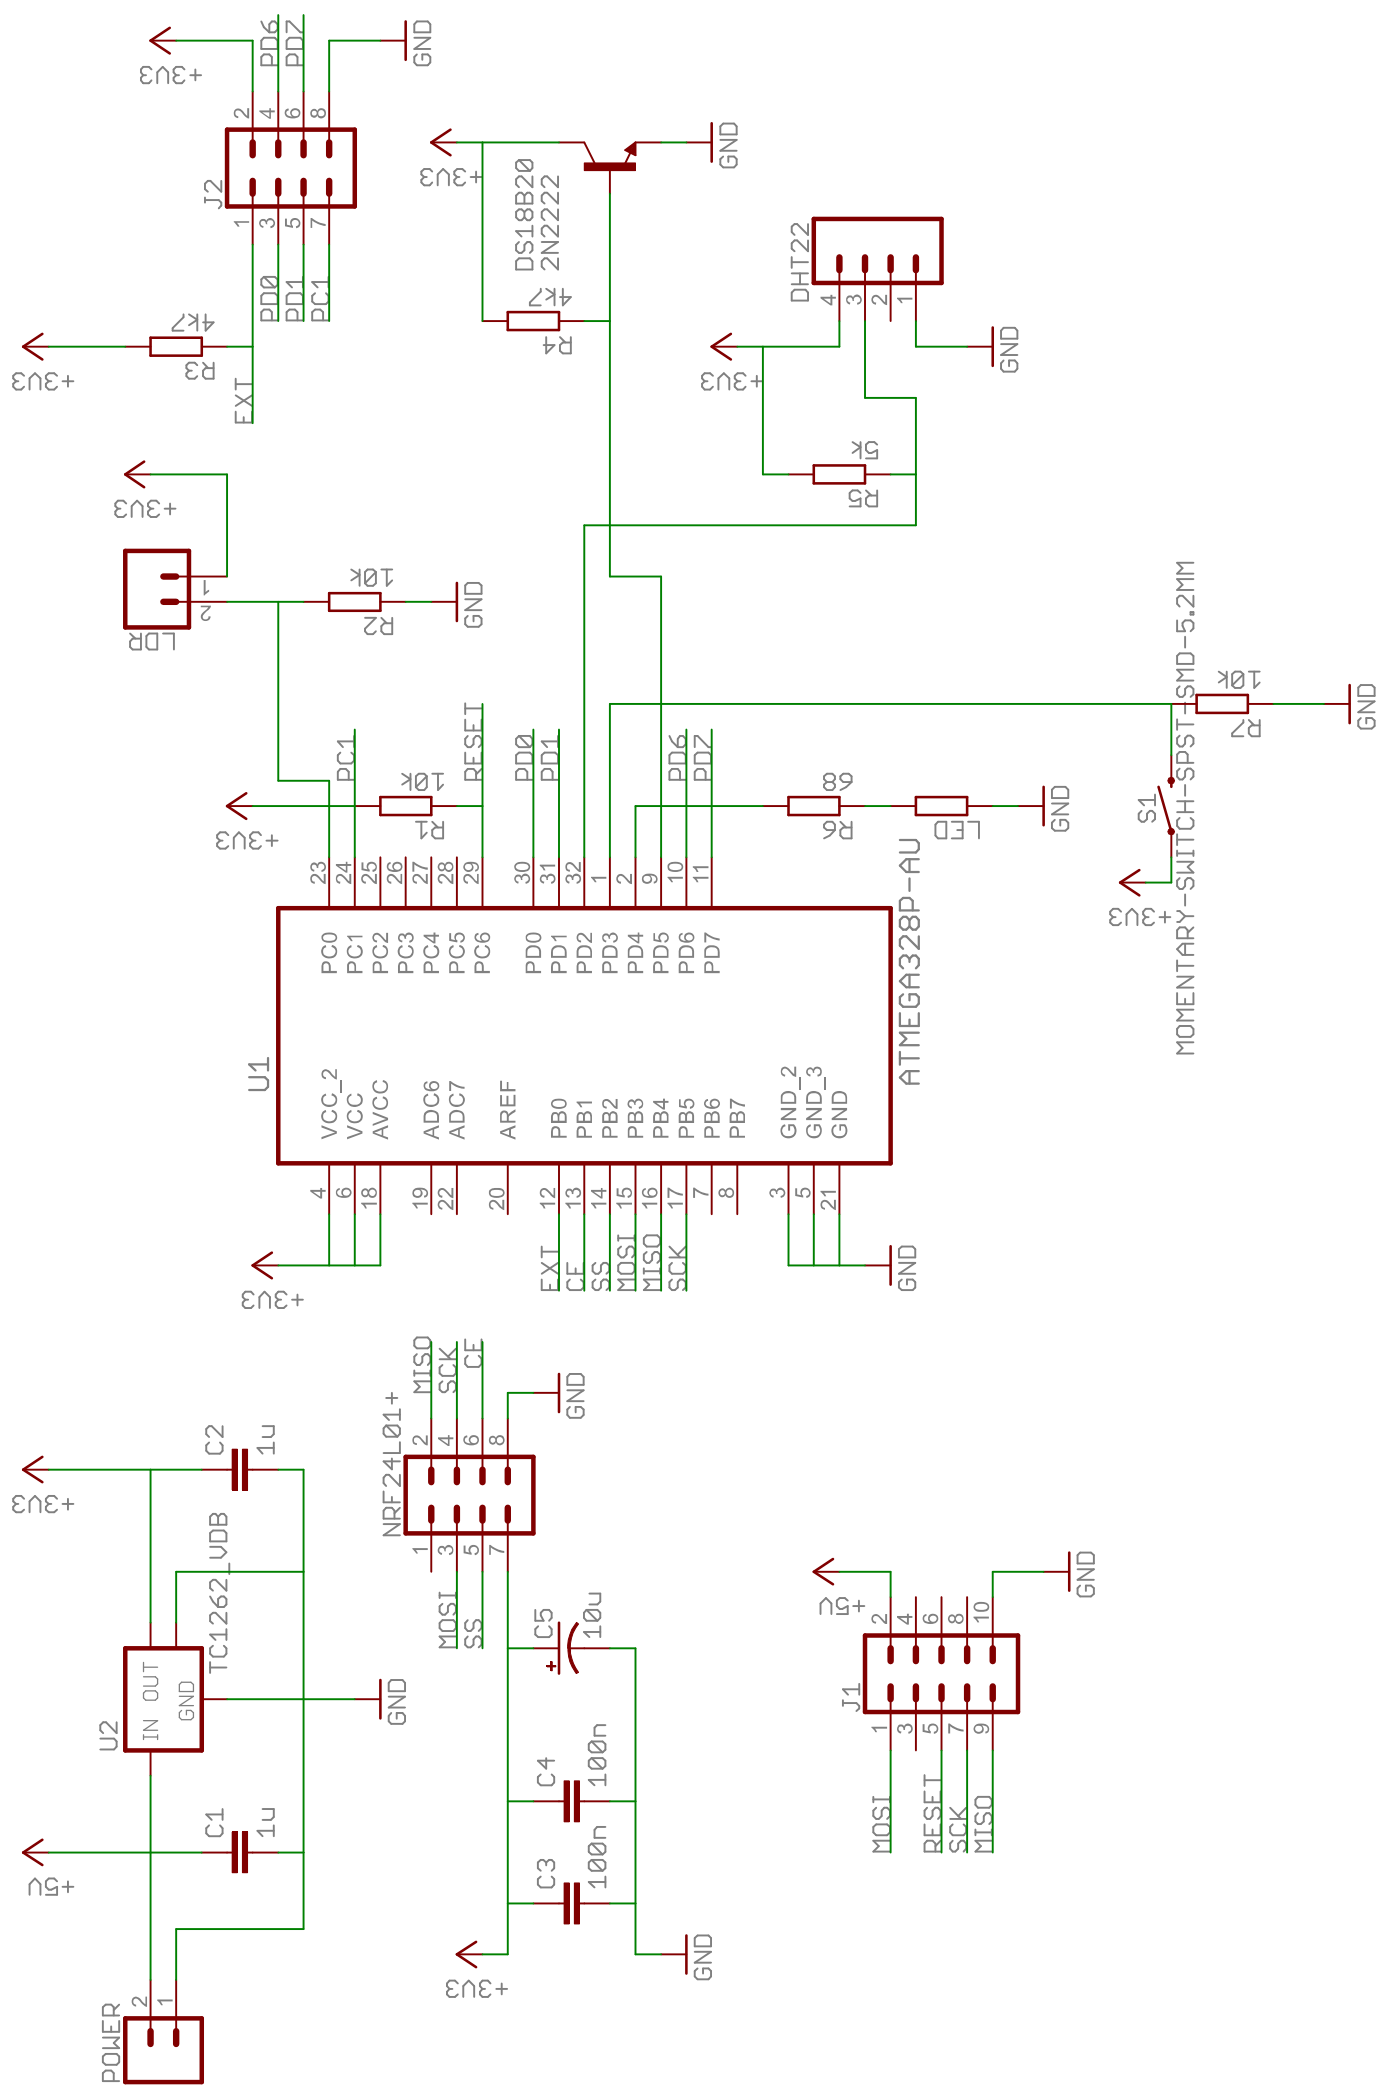 POWER
2
1
+5V
C1
1u
U2
IN
OUT
GND
TC1262_VDB
GND
+3V3
C2
1u
NRF24L01+
1
3
5
7
2
4
6
8
MOSI
SS
MISO
SCK
CE
GND
+3V3
C3
100n
C4
100n
C5
10u
+
GND
J1
1
3
5
7
9
2
4
6
8
10
MOSI
RESET
SCK
MISO
+5V
GND
U1
ATMEGA328P-AU
+3V3
4
6
18
19
22
20
12
13
14
15
16
17
7
8
3
5
21
VCC_2
VCC
AVCC
ADC6
ADC7
AREF
PB0
PB1
PB2
PB3
PB4
PB5
PB6
PB7
GND_2
GND_3
GND
EXT
CE
SS
MOSI
MISO
SCK
GND
PC0
PC1
PC2
PC3
PC4
PC5
PC6
PD0
PD1
PD2
PD3
PD4
PD5
PD6
PD7
23
24
25
26
27
28
29
30
31
32
1
2
9
10
11
PC1
RESET
PD0
PD1
PD6
PD7
+3V3
R1
10k
LDR
1
2
+3V3
R2
10k
GND
+3V3
R3
4k7
EXT
J2
1
3
5
7
2
4
6
8
PD0
PD1
PC1
+3V3
PD6
PD7
GND
+3V3
R4
4k7
DS18B20
2N2222
GND
DHT22
4
3
2
1
+3V3
R5
5k
GND
R6
68
LED
GND
S1
MOMENTARY-SWITCH-SPST-SMD-5.2MM
+3V3
R7
10k
GND